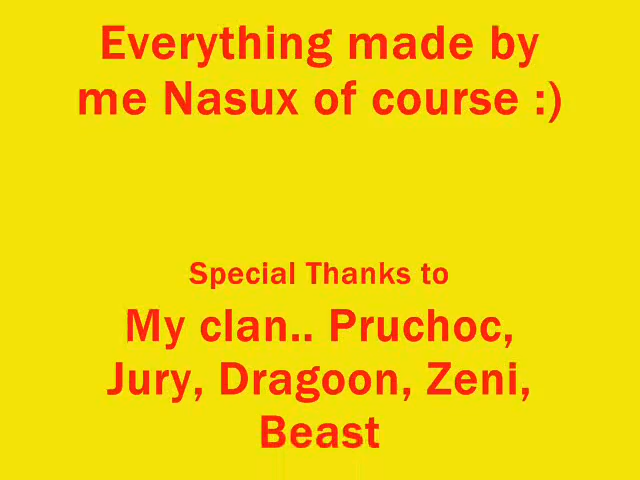 Everything made by
me Nasux of course :)
Special Thanks to
My clan.. Pruchoc,
Jury, Dragoon, Zeni,
Beast